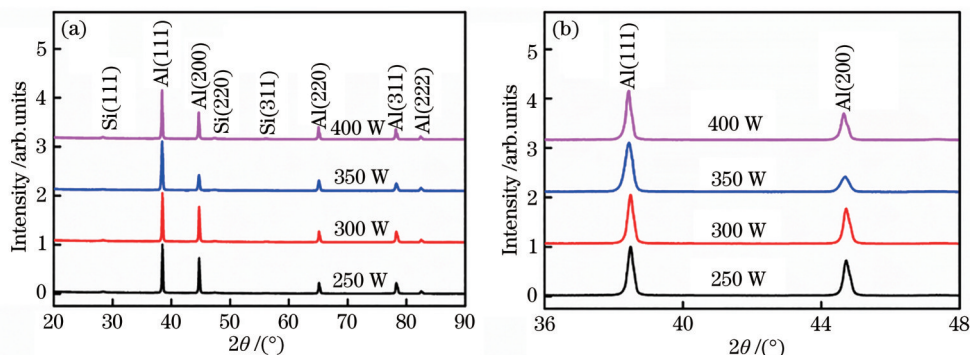 (a)
Si(111)
Al(111)
Al(200)
Si(220)
Si(311)
Al(220)
Al(311)
Al(222)
400 W
350 W
300 W
250 W
5
4
3
2
1
0
Intensity /arb.units
20 30 40 50 60 70 80 90
2θ /(°)
(b)
Al(111)
Al(200)
400 W
350 W
300 W
250 W
5
4
3
2
1
0
Intensity /arb.units
36 40 44 48
2θ /(°)